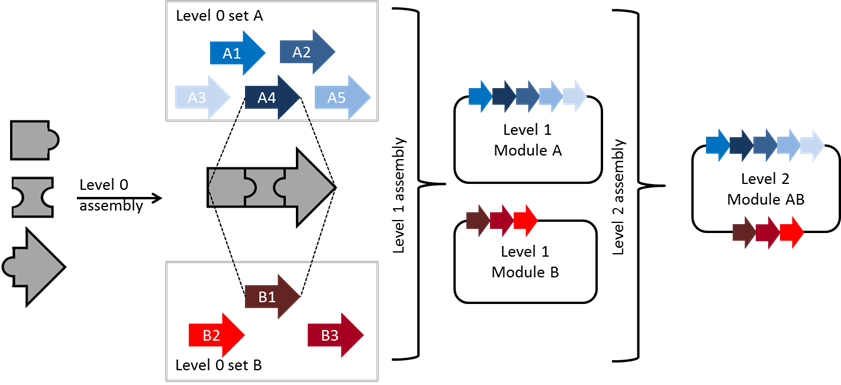 Level 0 set A
A1
A2
A3
A4
A5
Level 0
assembly
B1
B2
B3
Level 0 set B
Level 1 assembly
Level 1
Module A
Level 1
Module B
Level 2 assembly
Level 2
Module AB